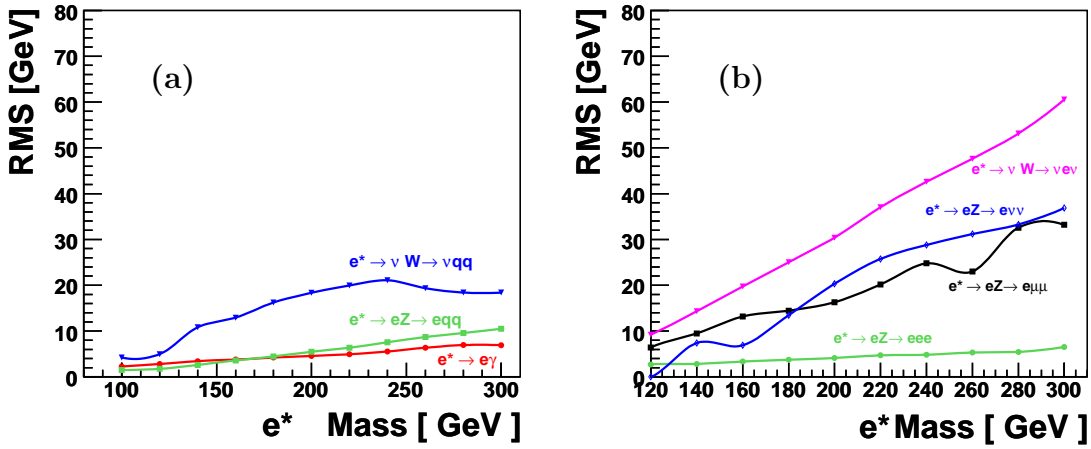 RMS [GeV]
80
70
60
50
40
30
20
10
0
(a)
e* → ν W → νqq
e* → eZ → eqq
e* → eγ
100 150 200 250 300
e* Mass [ GeV ]
RMS [GeV]
80
70
60
50
40
30
20
10
0
(b)
e* → ν W → νeν
e* → eZ → eνν
e* → eZ → eμμ
e* → eZ → eee
120 140 160 180 200 220 240 260 280 300
e* Mass [ GeV ]